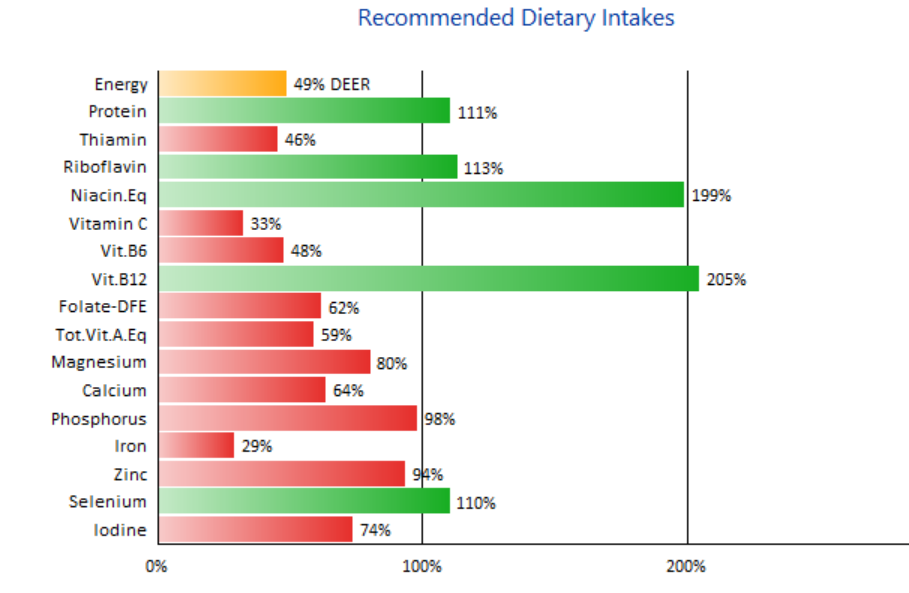 Recommended Dietary Intakes
Energy 49% DEER
Protein 111%
Thiamin 46%
Riboflavin 113%
Niacin.Eq 199%
Vitamin C 33%
Vit.B6 48%
Vit.B12 205%
Folate-DFE 62%
Tot.Vit.A.Eq 59%
Magnesium 80%
Calcium 64%
Phosphorus 98%
Iron 29%
Zinc 94%
Selenium 110%
Iodine 74%
0% 100% 200%